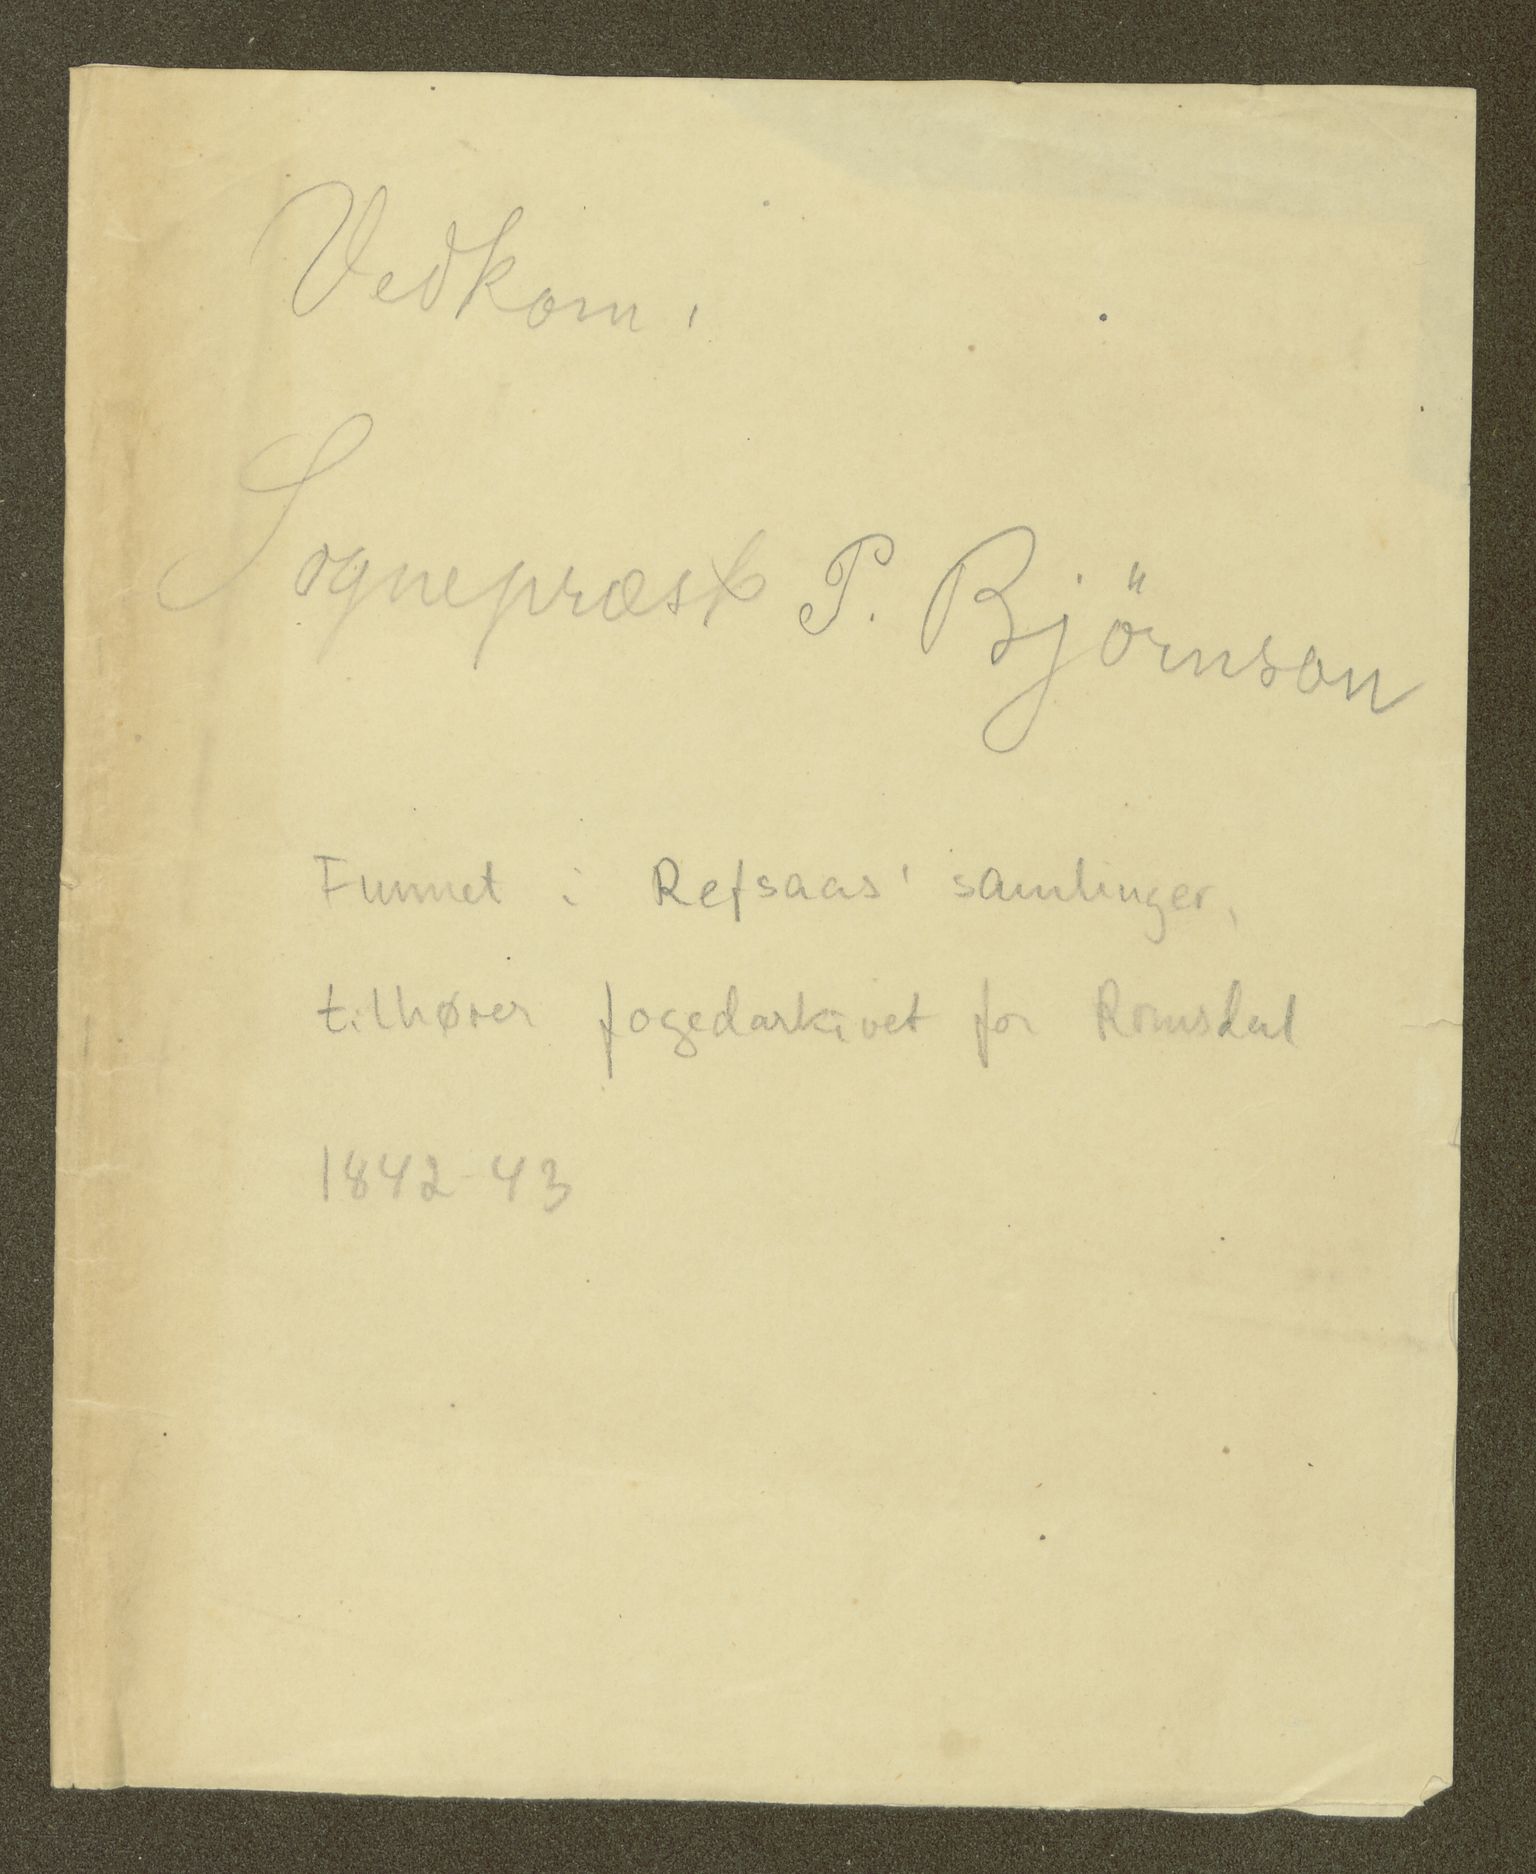 Vedkom.
Sognepræst P. Björnson
Funnet i Refsaas' samlinger,
tilhører fogedarkivet for Romsdal
1842-43